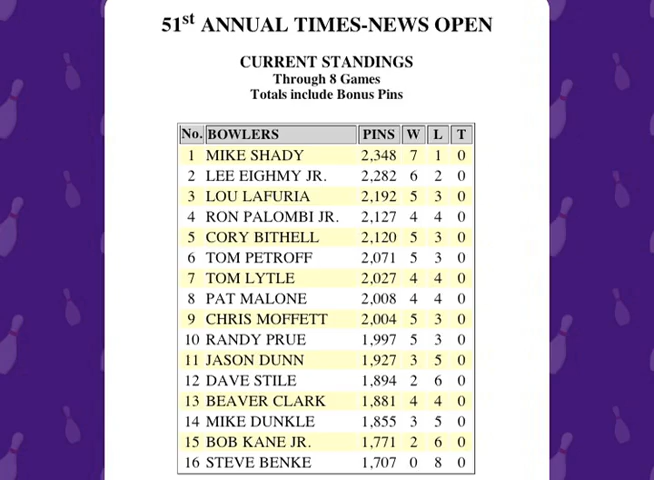 51st ANNUAL TIMES-NEWS OPEN
CURRENT STANDINGS
Through 8 Games
Totals include Bonus Pins
No. BOWLERS PINS W L T
1 MIKE SHADY 2,348 7 1 0
2 LEE EIGHMY JR. 2,282 6 2 0
3 LOU LAFURIA 2,192 5 3 0
4 RON PALOMBI JR. 2,127 4 4 0
5 CORY BITHELL 2,120 5 3 0
6 TOM PETROFF 2,071 5 3 0
7 TOM LYTLE 2,027 4 4 0
8 PAT MALONE 2,008 4 4 0
9 CHRIS MOFFETT 2,004 5 3 0
10 RANDY PRUE 1,997 5 3 0
11 JASON DUNN 1,927 3 5 0
12 DAVE STILE 1,894 2 6 0
13 BEAVER CLARK 1,881 4 4 0
14 MIKE DUNKLE 1,855 3 5 0
15 BOB KANE JR. 1,771 2 6 0
16 STEVE BENKE 1,707 0 8 0